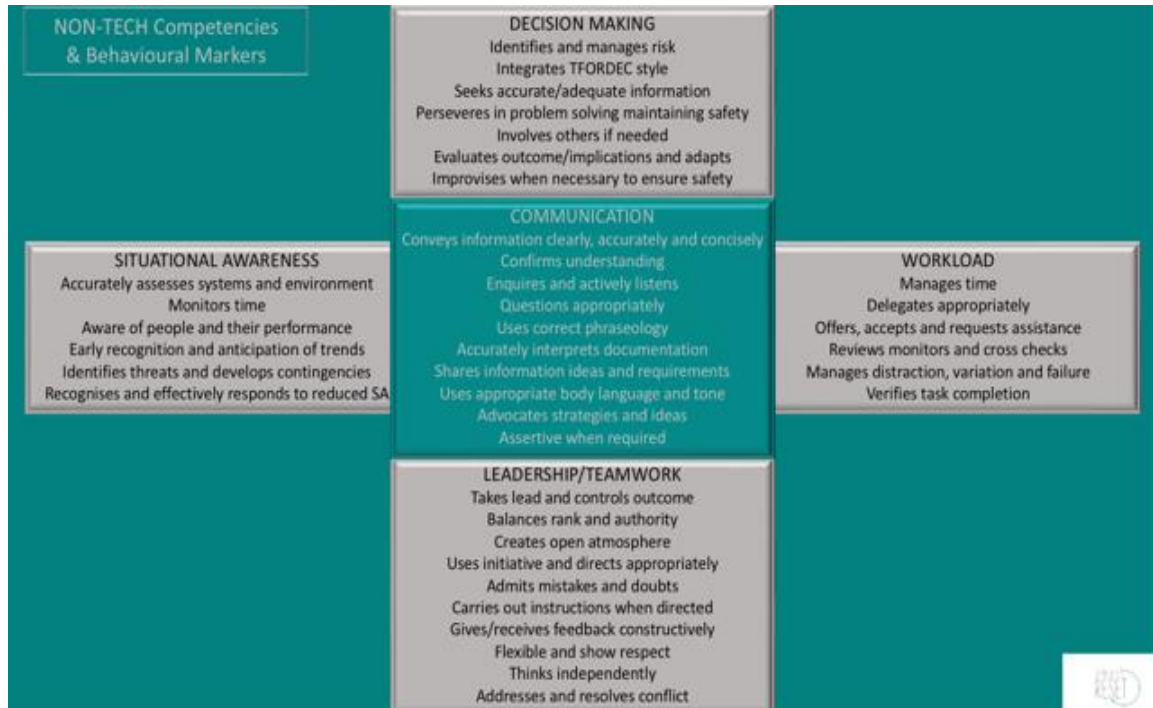 NON-TECH Competencies
& Behavioural Markers
DECISION MAKING
Identifies and manages risk
Integrates TFORDEC style
Seeks accurate/adequate information
Perseveres in problem solving maintaining safety
Involves others if needed
Evaluates outcome/implications and adapts
Improvises when necessary to ensure safety
SITUATIONAL AWARENESS
Accurately assesses systems and environment
Monitors time
Aware of people and their performance
Early recognition and anticipation of trends
Identifies threats and develops contingencies
Recognises and effectively responds to reduced SA
COMMUNICATION
Conveys information clearly, accurately and concisely
Confirms understanding
Enquires and actively listens
Questions appropriately
Uses correct phraseology
Accurately interprets documentation
Shares information ideas and requirements
Uses appropriate body language and tone
Advocates strategies and ideas
Assertive when required
WORKLOAD
Manages time
Delegates appropriately
Offers, accepts and requests assistance
Reviews monitors and cross checks
Manages distraction, variation and failure
Verifies task completion
LEADERSHIP/TEAMWORK
Takes lead and controls outcome
Balances rank and authority
Creates open atmosphere
Uses initiative and directs appropriately
Admits mistakes and doubts
Carries out instructions when directed
Gives/receives feedback constructively
Flexible and show respect
Thinks independently
Addresses and resolves conflict